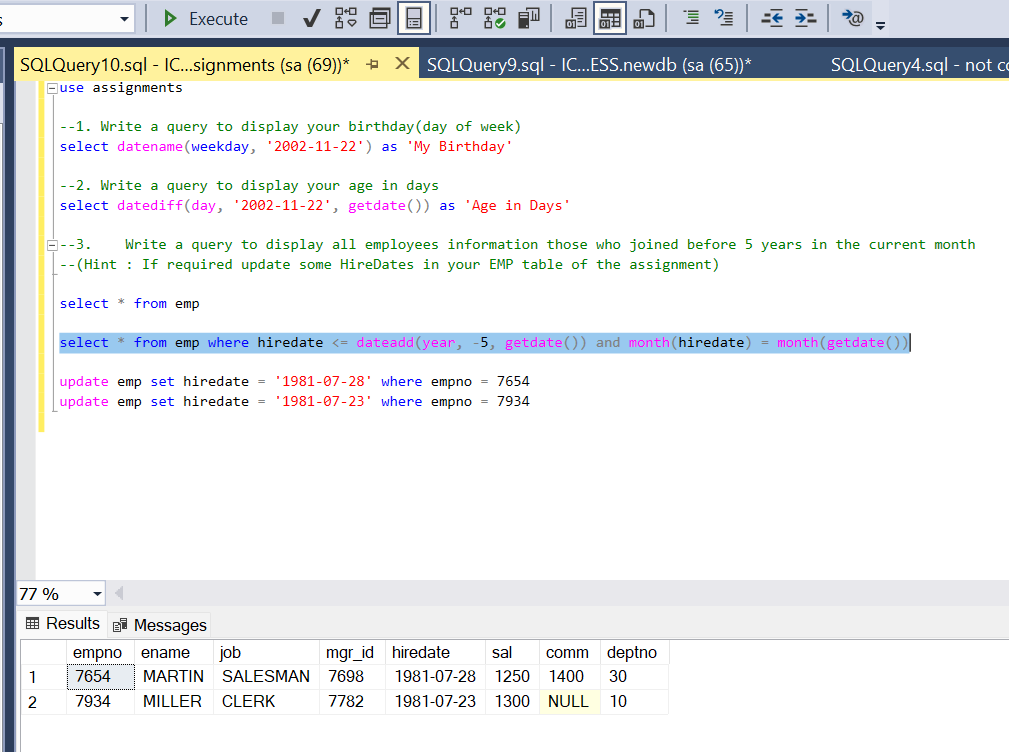 Execute
SQLQuery10.sql - IC...signments (sa (69))*
SQLQuery9.sql - IC...ESS.newdb (sa (65))*
SQLQuery4.sql - not co
use assignments
--1. Write a query to display your birthday(day of week)
select datename(weekday, '2002-11-22') as 'My Birthday'
--2. Write a query to display your age in days
select datediff(day, '2002-11-22', getdate()) as 'Age in Days'
--3.    Write a query to display all employees information those who joined before 5 years in the current month
--(Hint : If required update some HireDates in your EMP table of the assignment)
select * from emp
select * from emp where hiredate <= dateadd(year, -5, getdate()) and month(hiredate) = month(getdate())
update emp set hiredate = '1981-07-28' where empno = 7654
update emp set hiredate = '1981-07-23' where empno = 7934
77 %
Results Messages
empno ename job mgr_id hiredate sal comm deptno
1 7654 MARTIN SALESMAN 7698 1981-07-28 1250 1400 30
2 7934 MILLER CLERK 7782 1981-07-23 1300 NULL 10